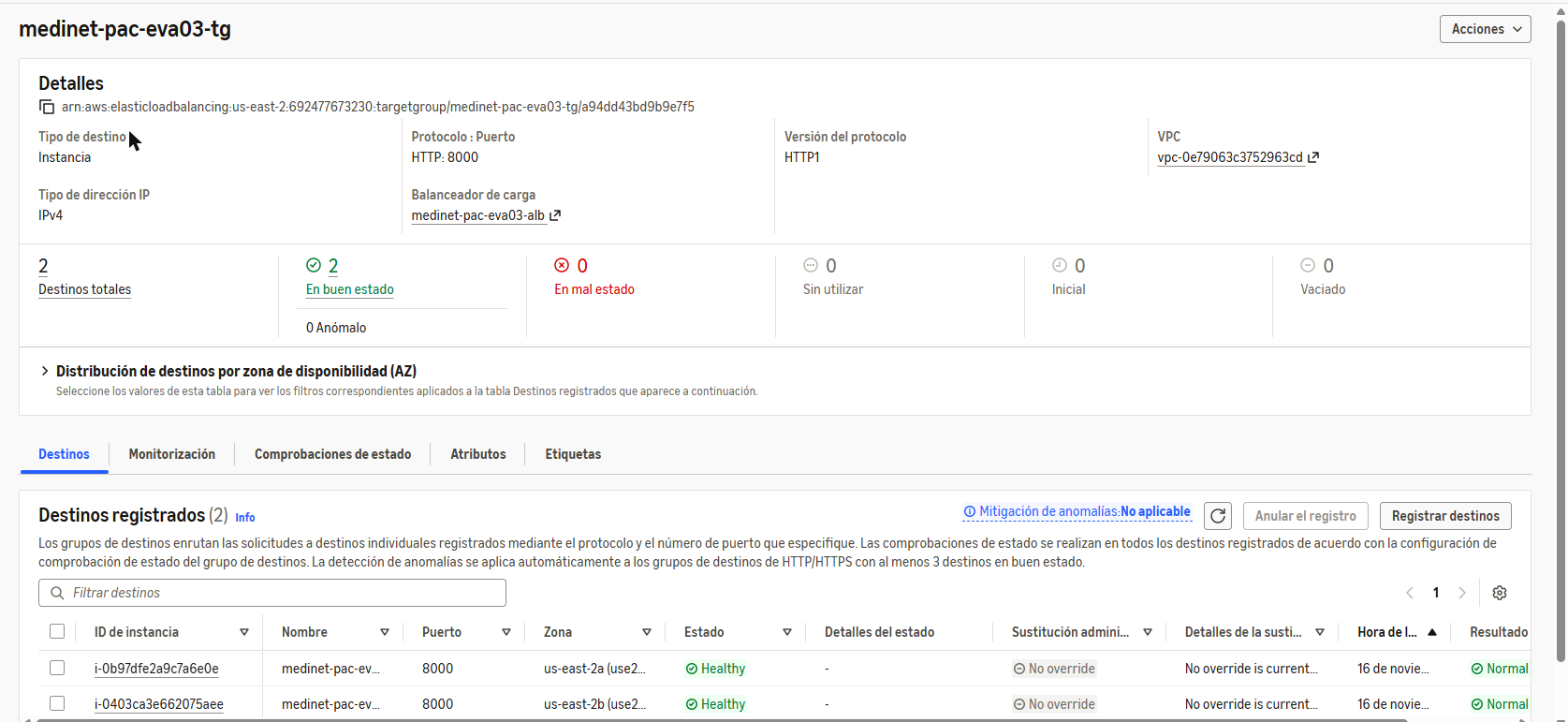 medinet-pac-eva03-tg
Acciones
Detalles
arn:aws:elasticloadbalancing:us-east-2:692477673230:targetgroup/medinet-pac-eva03-tg/a94dd43bd9b9e7f5
Tipo de destino
Instancia
Protocolo : Puerto
HTTP: 8000
Versión del protocolo
HTTP1
VPC
vpc-0e79063c3752963cd
Tipo de dirección IP
IPv4
Balanceador de carga
medinet-pac-eva03-alb
2
Destinos totales
2
En buen estado
0 Anómalo
0
En mal estado
0
Sin utilizar
0
Inicial
0
Vaciado
Distribución de destinos por zona de disponibilidad (AZ)
Seleccione los valores de esta tabla para ver los filtros correspondientes aplicados a la tabla Destinos registrados que aparece a continuación.
Destinos Monitorización Comprobaciones de estado Atributos Etiquetas
Destinos registrados (2) Info
Mitigación de anomalías:No aplicable
Anular el registro
Registrar destinos
Los grupos de destinos enrutan las solicitudes a destinos individuales registrados mediante el protocolo y el número de puerto que especifique. Las comprobaciones de estado se realizan en todos los destinos registrados de acuerdo con la configuración de
comprobación de estado del grupo de destinos. La detección de anomalías se aplica automáticamente a los grupos de destinos de HTTP/HTTPS con al menos 3 destinos en buen estado.
Filtrar destinos
1
ID de instancia Nombre Puerto Zona Estado Detalles del estado Sustitución admini... Detalles de la susti... Hora de l... Resultado
i-0b97dfe2a9c7a6e0e medinet-pac-ev... 8000 us-east-2a (use2... Healthy - No override No override is current... 16 de novie... Normal
i-0403ca3e662075aee medinet-pac-ev... 8000 us-east-2b (use2... Healthy - No override No override is current... 16 de novie... Normal